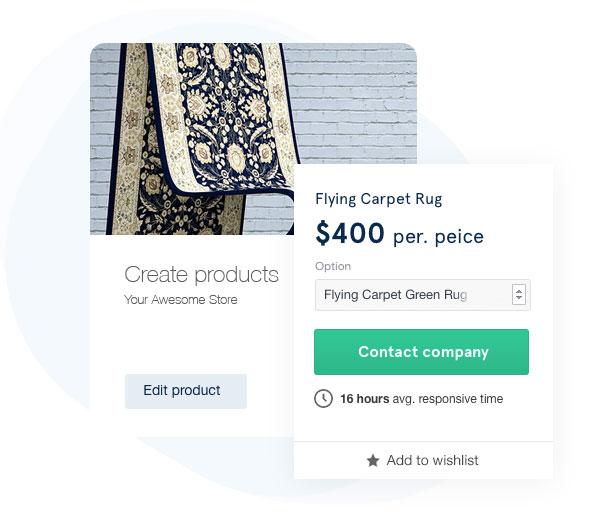 Flying Carpet Rug
$400 per. peice
Option
Flying Carpet Green Rug
Contact company
16 hours avg. responsive time
Add to wishlist
Create products
Your Awesome Store
Edit product